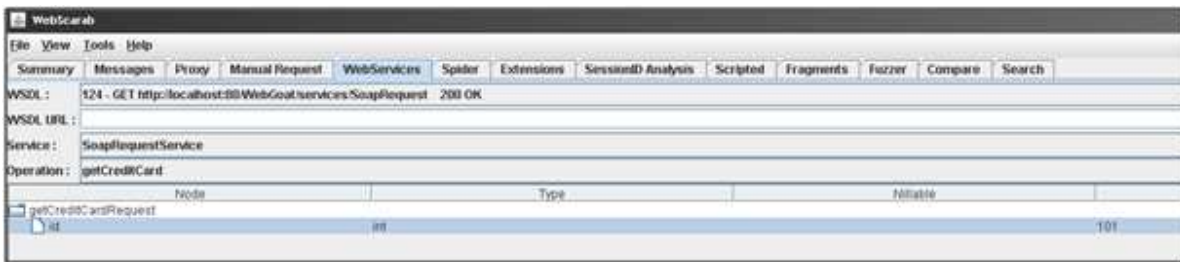 WebScarab
File View Tools Help
Summary Messages Proxy Manual Request WebServices Spider Extensions SessionID Analysis Scripted Fragments Fuzzer Compare Search
WSDL : 124 - GET http://localhost:80/WebGoat/services/SoapRequest 200 OK
WSDL URL :
Service : SoapRequestService
Operation : getCreditCard
Node Type Nillable
getCreditCardRequest
id int 101